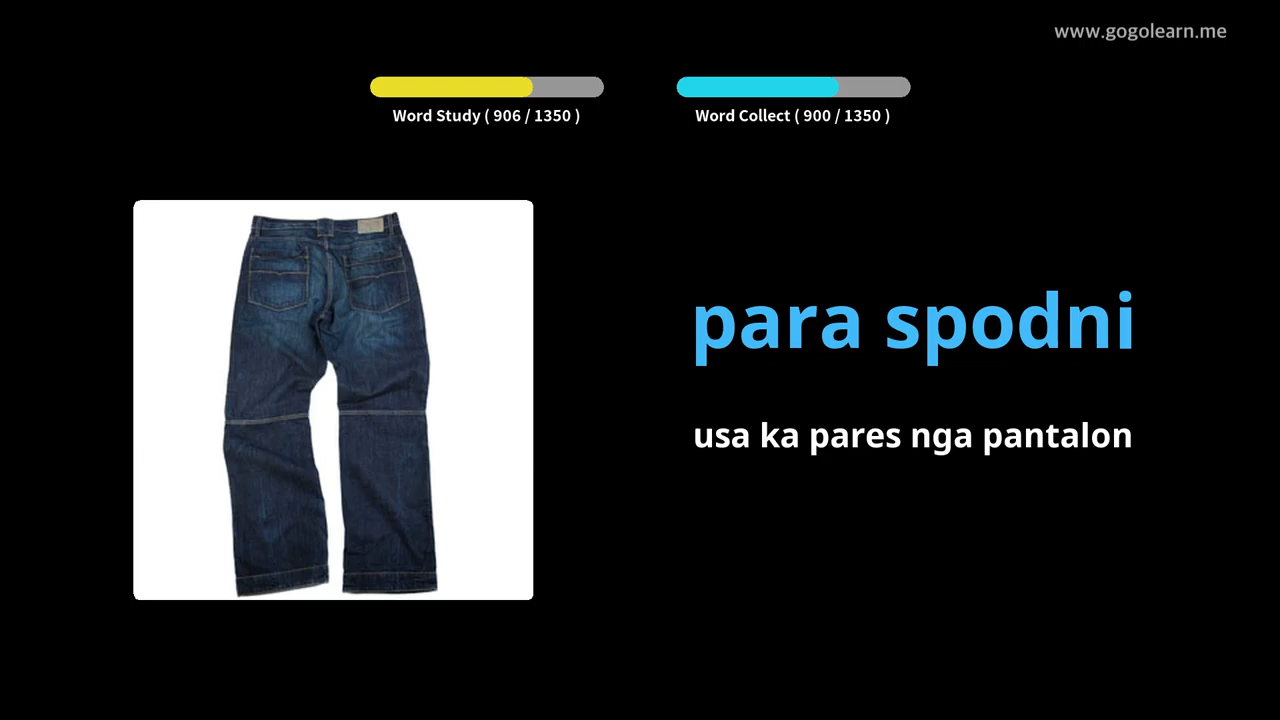 www.gogolearn.me
Word Study ( 906 / 1350 )
Word Collect ( 900 / 1350 )
para spodni
usa ka pares nga pantalon